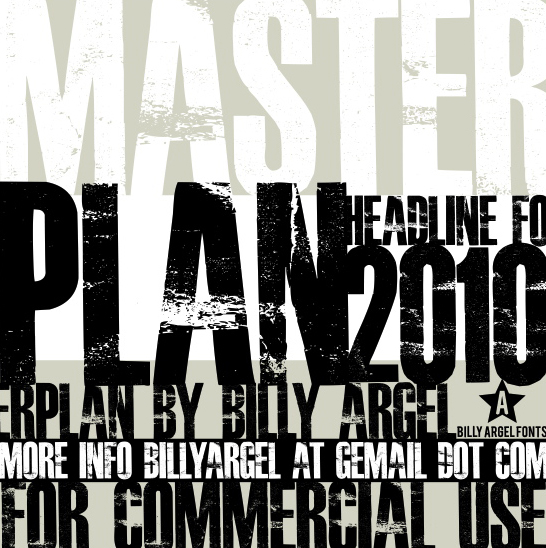 MASTER
PLAN
HEADLINE FO
2010
ERPLAN BY BILLY ARGEL
A
BILLY ARGEL FONTS
MORE INFO BILLYARGEL AT GEMAIL DOT COM
FOR COMMERCIAL USE